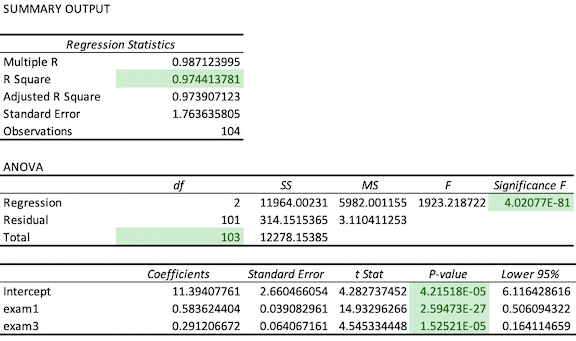 SUMMARY OUTPUT
Regression Statistics
Multiple R 0.987123995
R Square 0.974413781
Adjusted R Square 0.973907123
Standard Error 1.763635805
Observations 104
ANOVA
df SS MS F Significance F
Regression 2 11964.00231 5982.001155 1923.218722 4.02077E-81
Residual 101 314.1515365 3.110411253
Total 103 12278.15385
Coefficients Standard Error t Stat P-value Lower 95%
Intercept 11.39407761 2.660466054 4.282737452 4.21518E-05 6.116428616
exam1 0.583624404 0.039082961 14.93296266 2.59473E-27 0.506094322
exam3 0.291206672 0.064067161 4.545334448 1.52521E-05 0.164114659